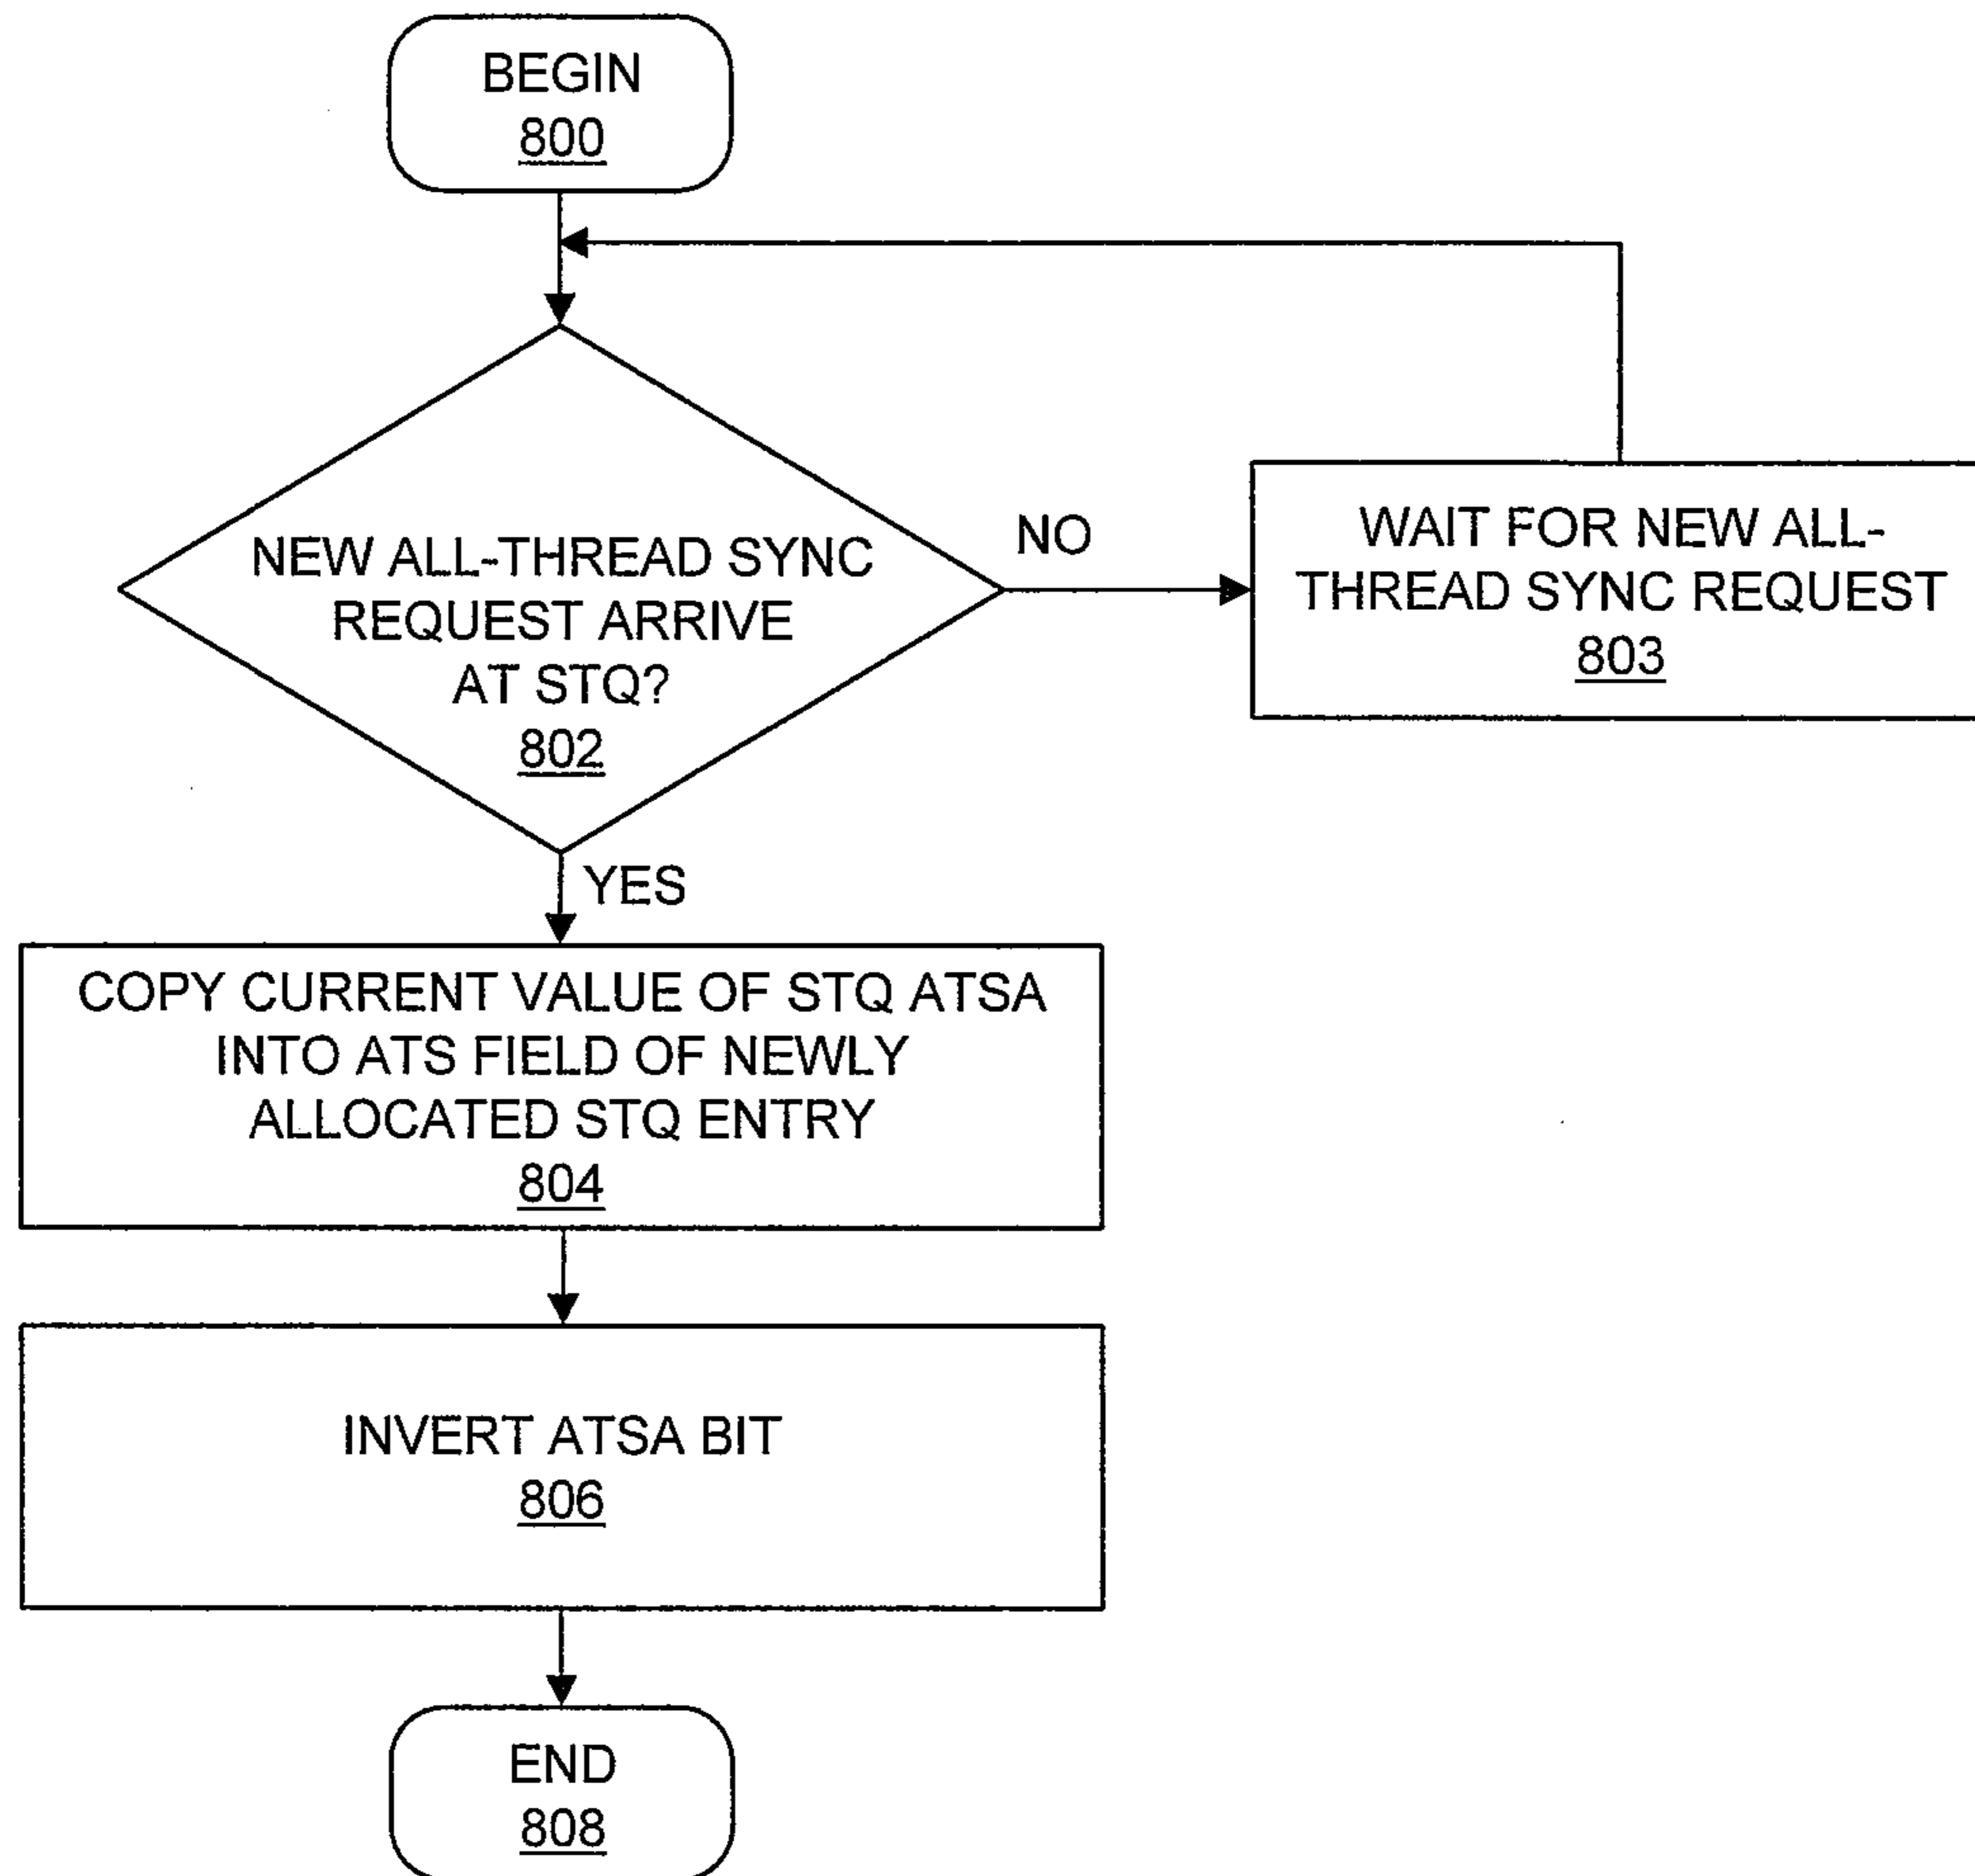 BEGIN
800
NEW ALL-THREAD SYNC
REQUEST ARRIVE
AT STQ?
802
NO
WAIT FOR NEW ALL-
THREAD SYNC REQUEST
803
YES
COPY CURRENT VALUE OF STQ ATSA
INTO ATS FIELD OF NEWLY
ALLOCATED STQ ENTRY
804
INVERT ATSA BIT
806
END
808